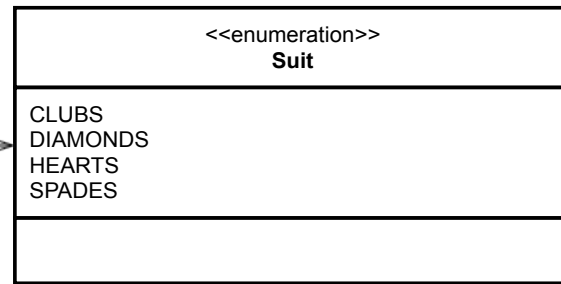 <<enumeration>>
Suit
CLUBS
DIAMONDS
HEARTS
SPADES